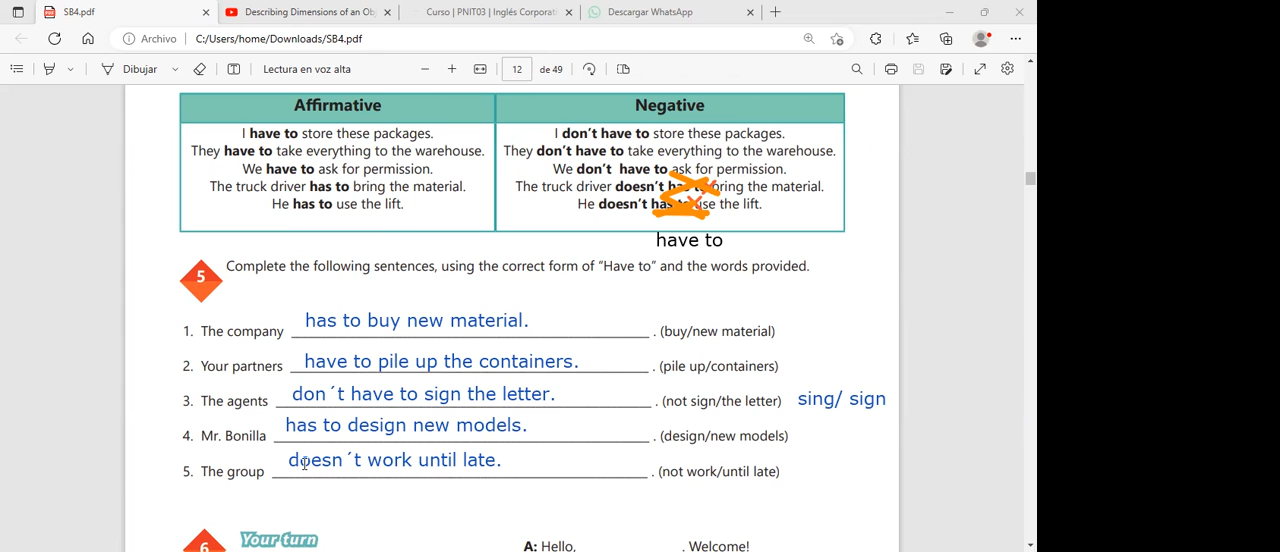 SB4.pdf
Describing Dimensions of an Obj
Curso | PNIT03 | Inglés Corporati
Descargar WhatsApp
Archivo C:/Users/home/Downloads/SB4.pdf
Dibujar Lectura en voz alta 12 de 49
Affirmative Negative
I have to store these packages. I don't have to store these packages.
They have to take everything to the warehouse. They don't have to take everything to the warehouse.
We have to ask for permission. We don't have to ask for permission.
The truck driver has to bring the material. The truck driver doesn't has to bring the material.
He has to use the lift. He doesn't has to use the lift.
have to
5 Complete the following sentences, using the correct form of "Have to" and the words provided.
1. The company has to buy new material. . (buy/new material)
2. Your partners have to pile up the containers. . (pile up/containers)
3. The agents don´t have to sign the letter. . (not sign/the letter) sing/ sign
4. Mr. Bonilla has to design new models. . (design/new models)
5. The group doesn´t work until late. . (not work/until late)
6 Your turn A: Hello, ____________. Welcome!